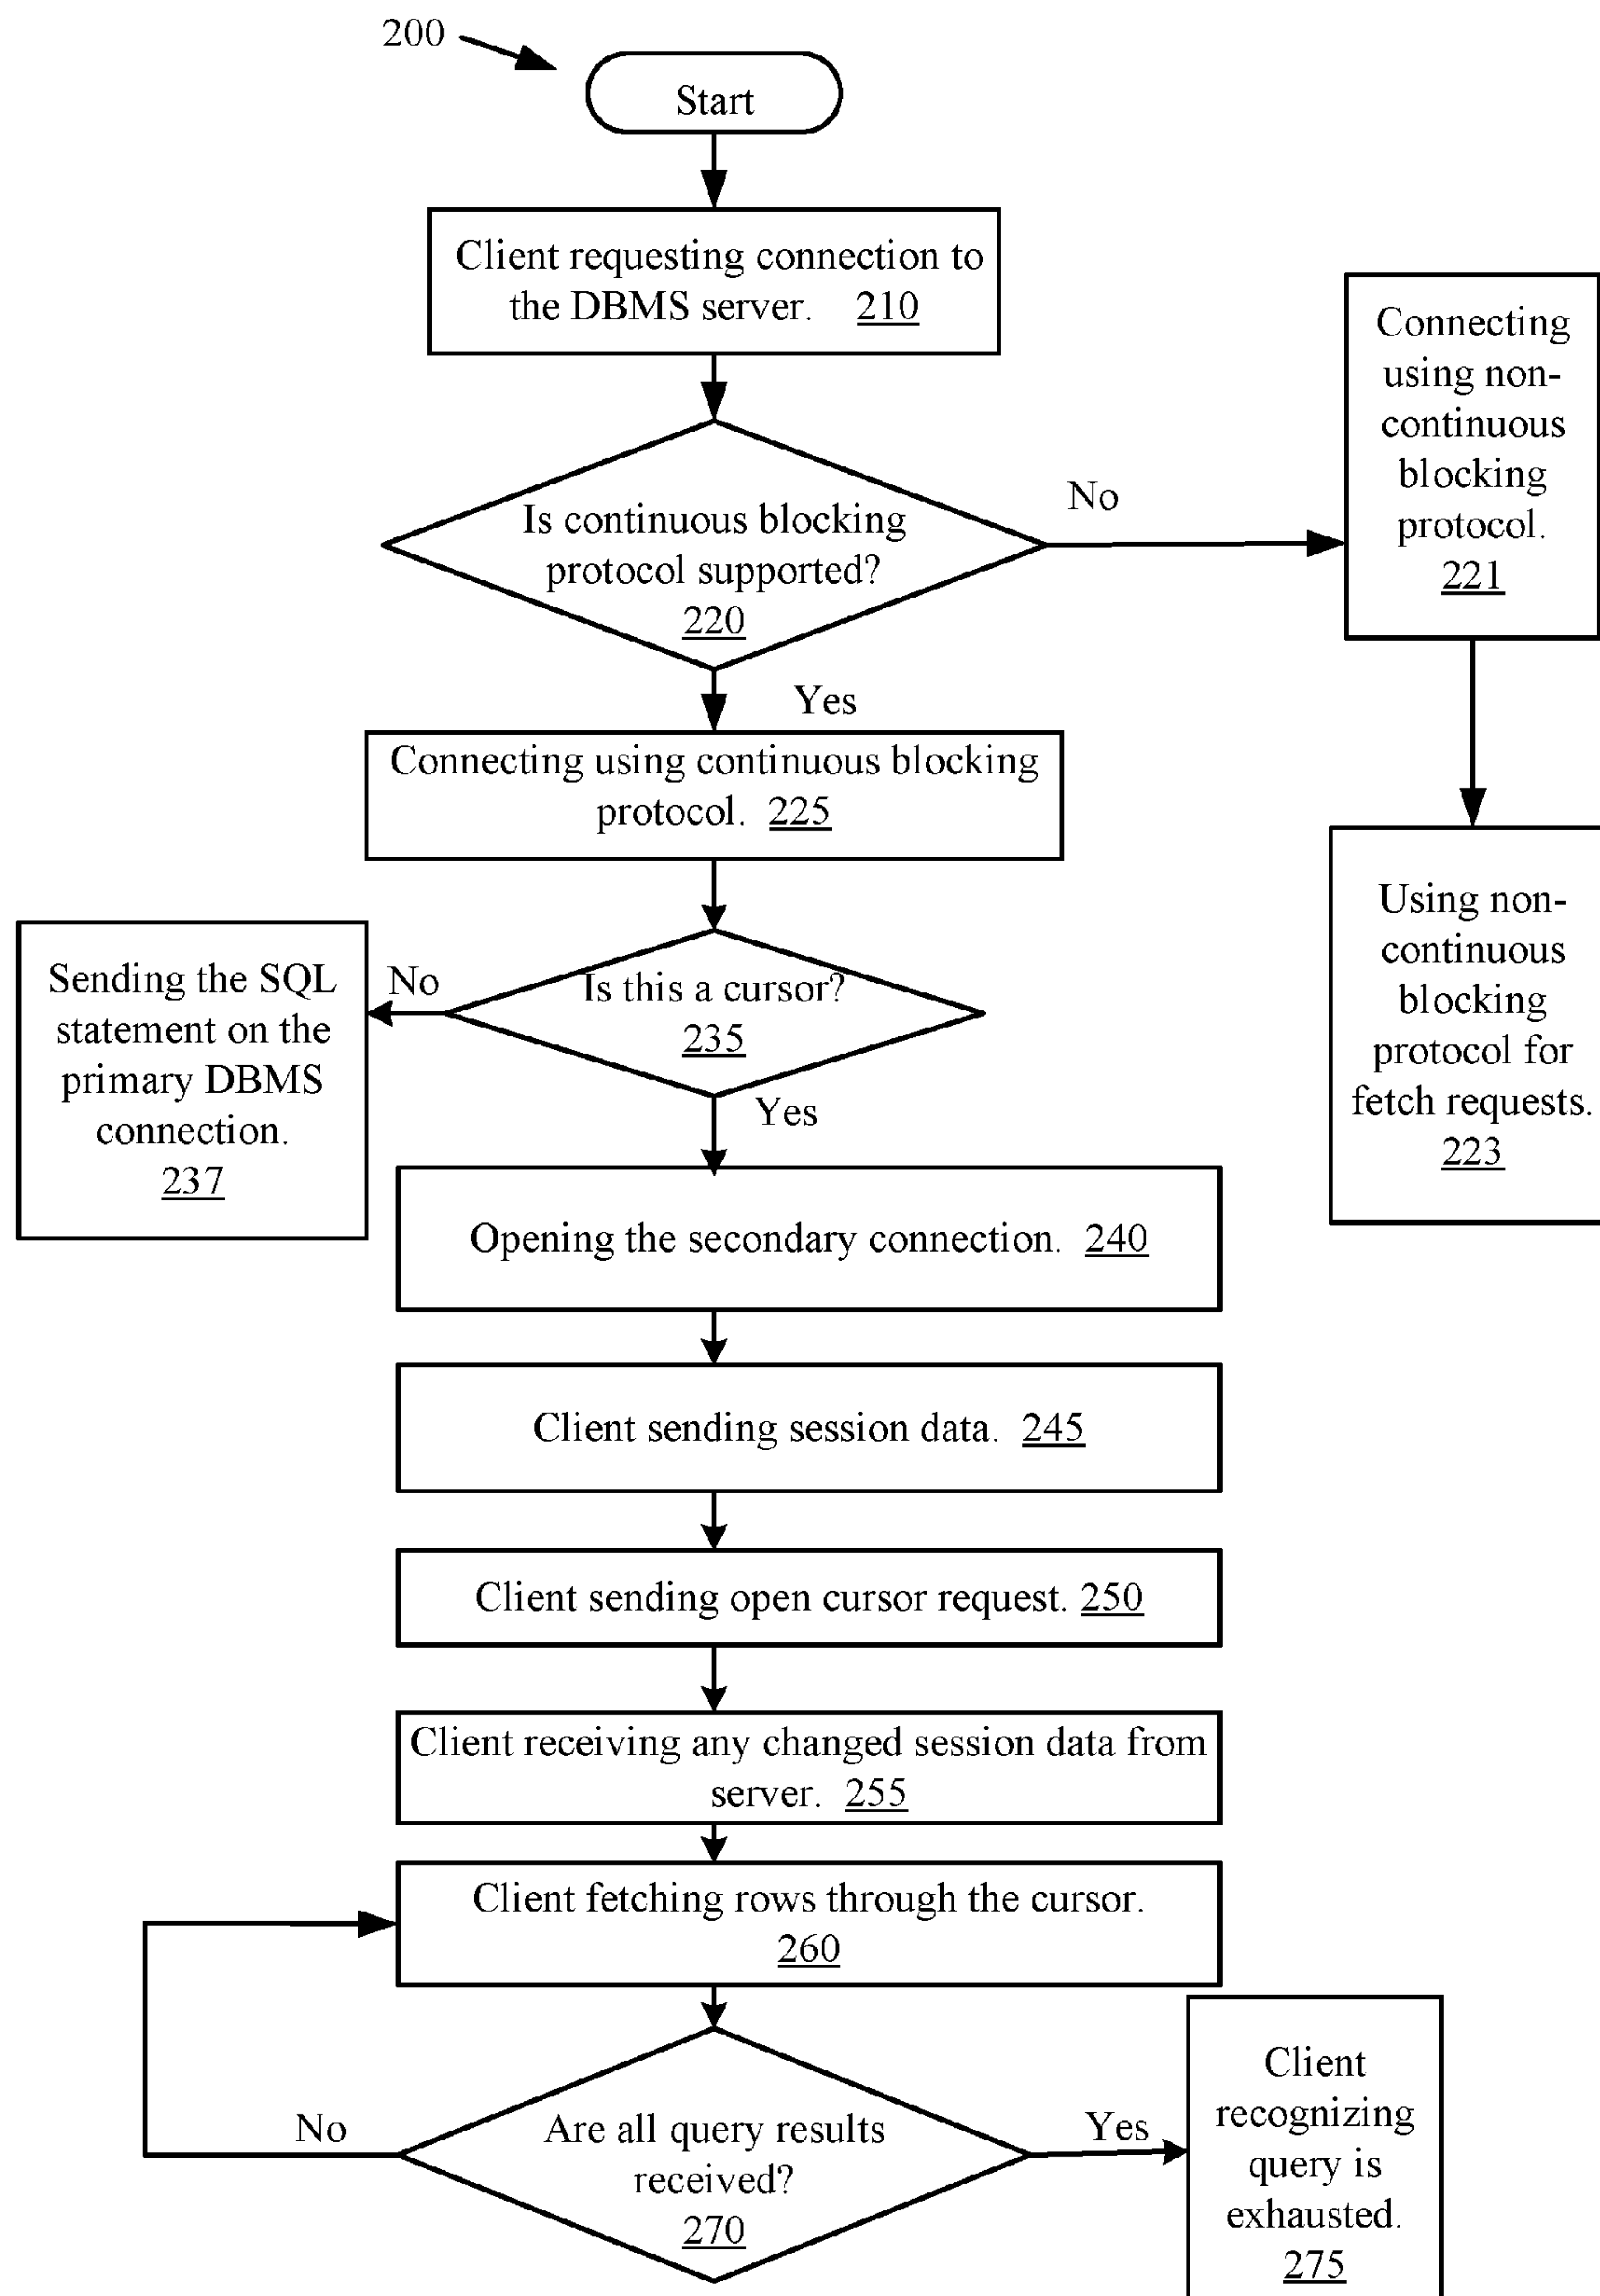 200
Start
Client requesting connection to
the DBMS server. 210
Is continuous blocking
protocol supported?
220
No
Connecting
using non-
continuous
blocking
protocol.
221
Yes
Connecting using continuous blocking
protocol. 225
Using non-
continuous
blocking
protocol for
fetch requests.
223
Is this a cursor?
235
No
Sending the SQL
statement on the
primary DBMS
connection.
237
Yes
Opening the secondary connection. 240
Client sending session data. 245
Client sending open cursor request. 250
Client receiving any changed session data from
server. 255
Client fetching rows through the cursor.
260
Are all query results
received?
270
No
Yes
Client
recognizing
query is
exhausted.
275